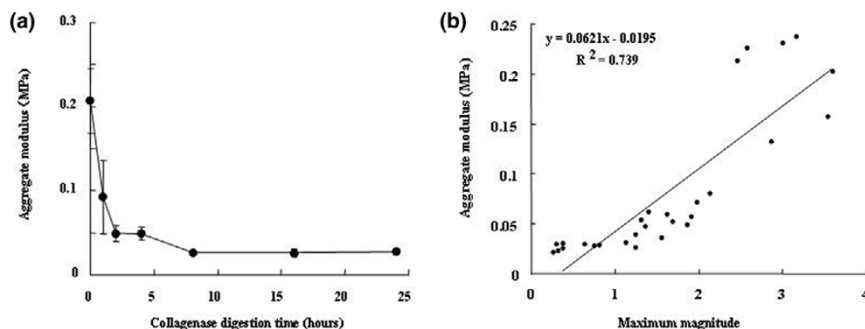 (a)
0.3
0.2
0.1
0
Aggregate modulus (MPa)
0 5 10 15 20 25
Collagenase digestion time (hours)
(b)
y = 0.0621x - 0.0195
R² = 0.739
0.25
0.2
0.15
0.1
0.05
0
Aggregate modulus (MPa)
0 1 2 3 4
Maximum magnitude